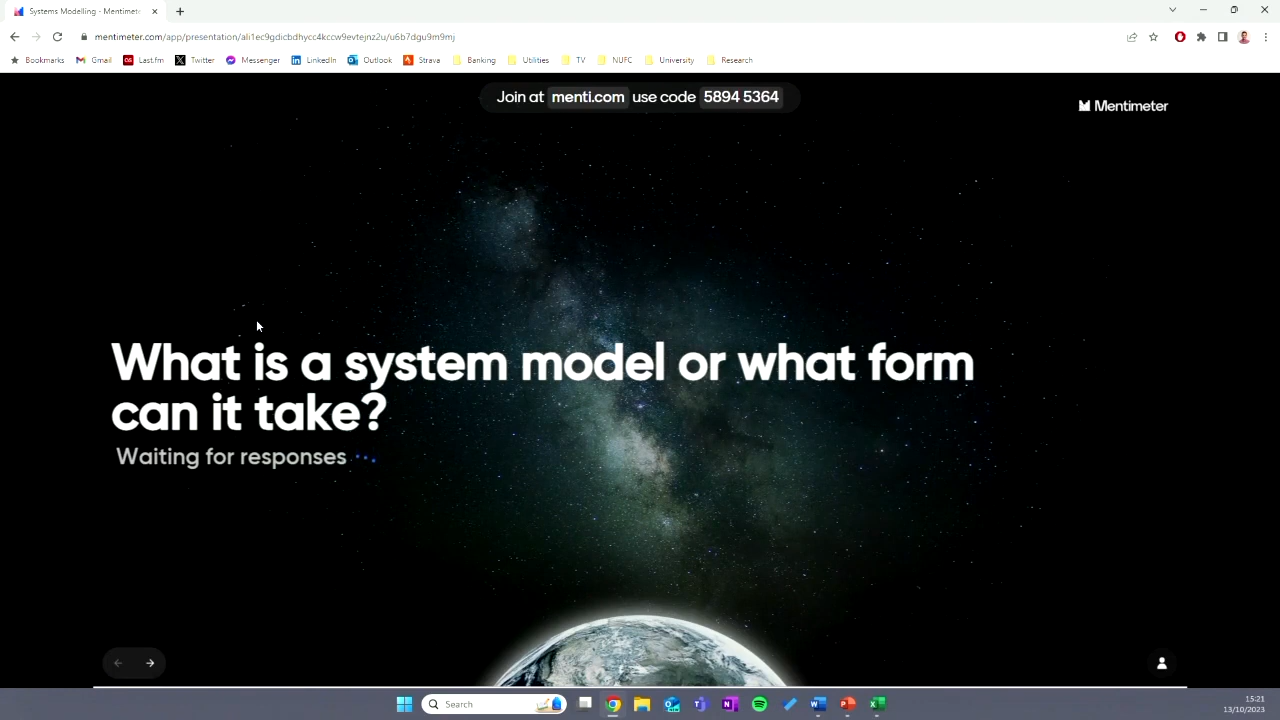 Systems Modelling - Mentimete
mentimeter.com/app/presentation/ali1ec9gdicbdhycc4kccw9evtejnz2u/u6b7dgu9m9mj
Bookmarks Gmail Last.fm Twitter Messenger LinkedIn Outlook Strava Banking Utilities TV NUFC University Research
Join at menti.com use code 5894 5364
Mentimeter
What is a system model or what form
can it take?
Waiting for responses
Search
15:21
13/10/2023